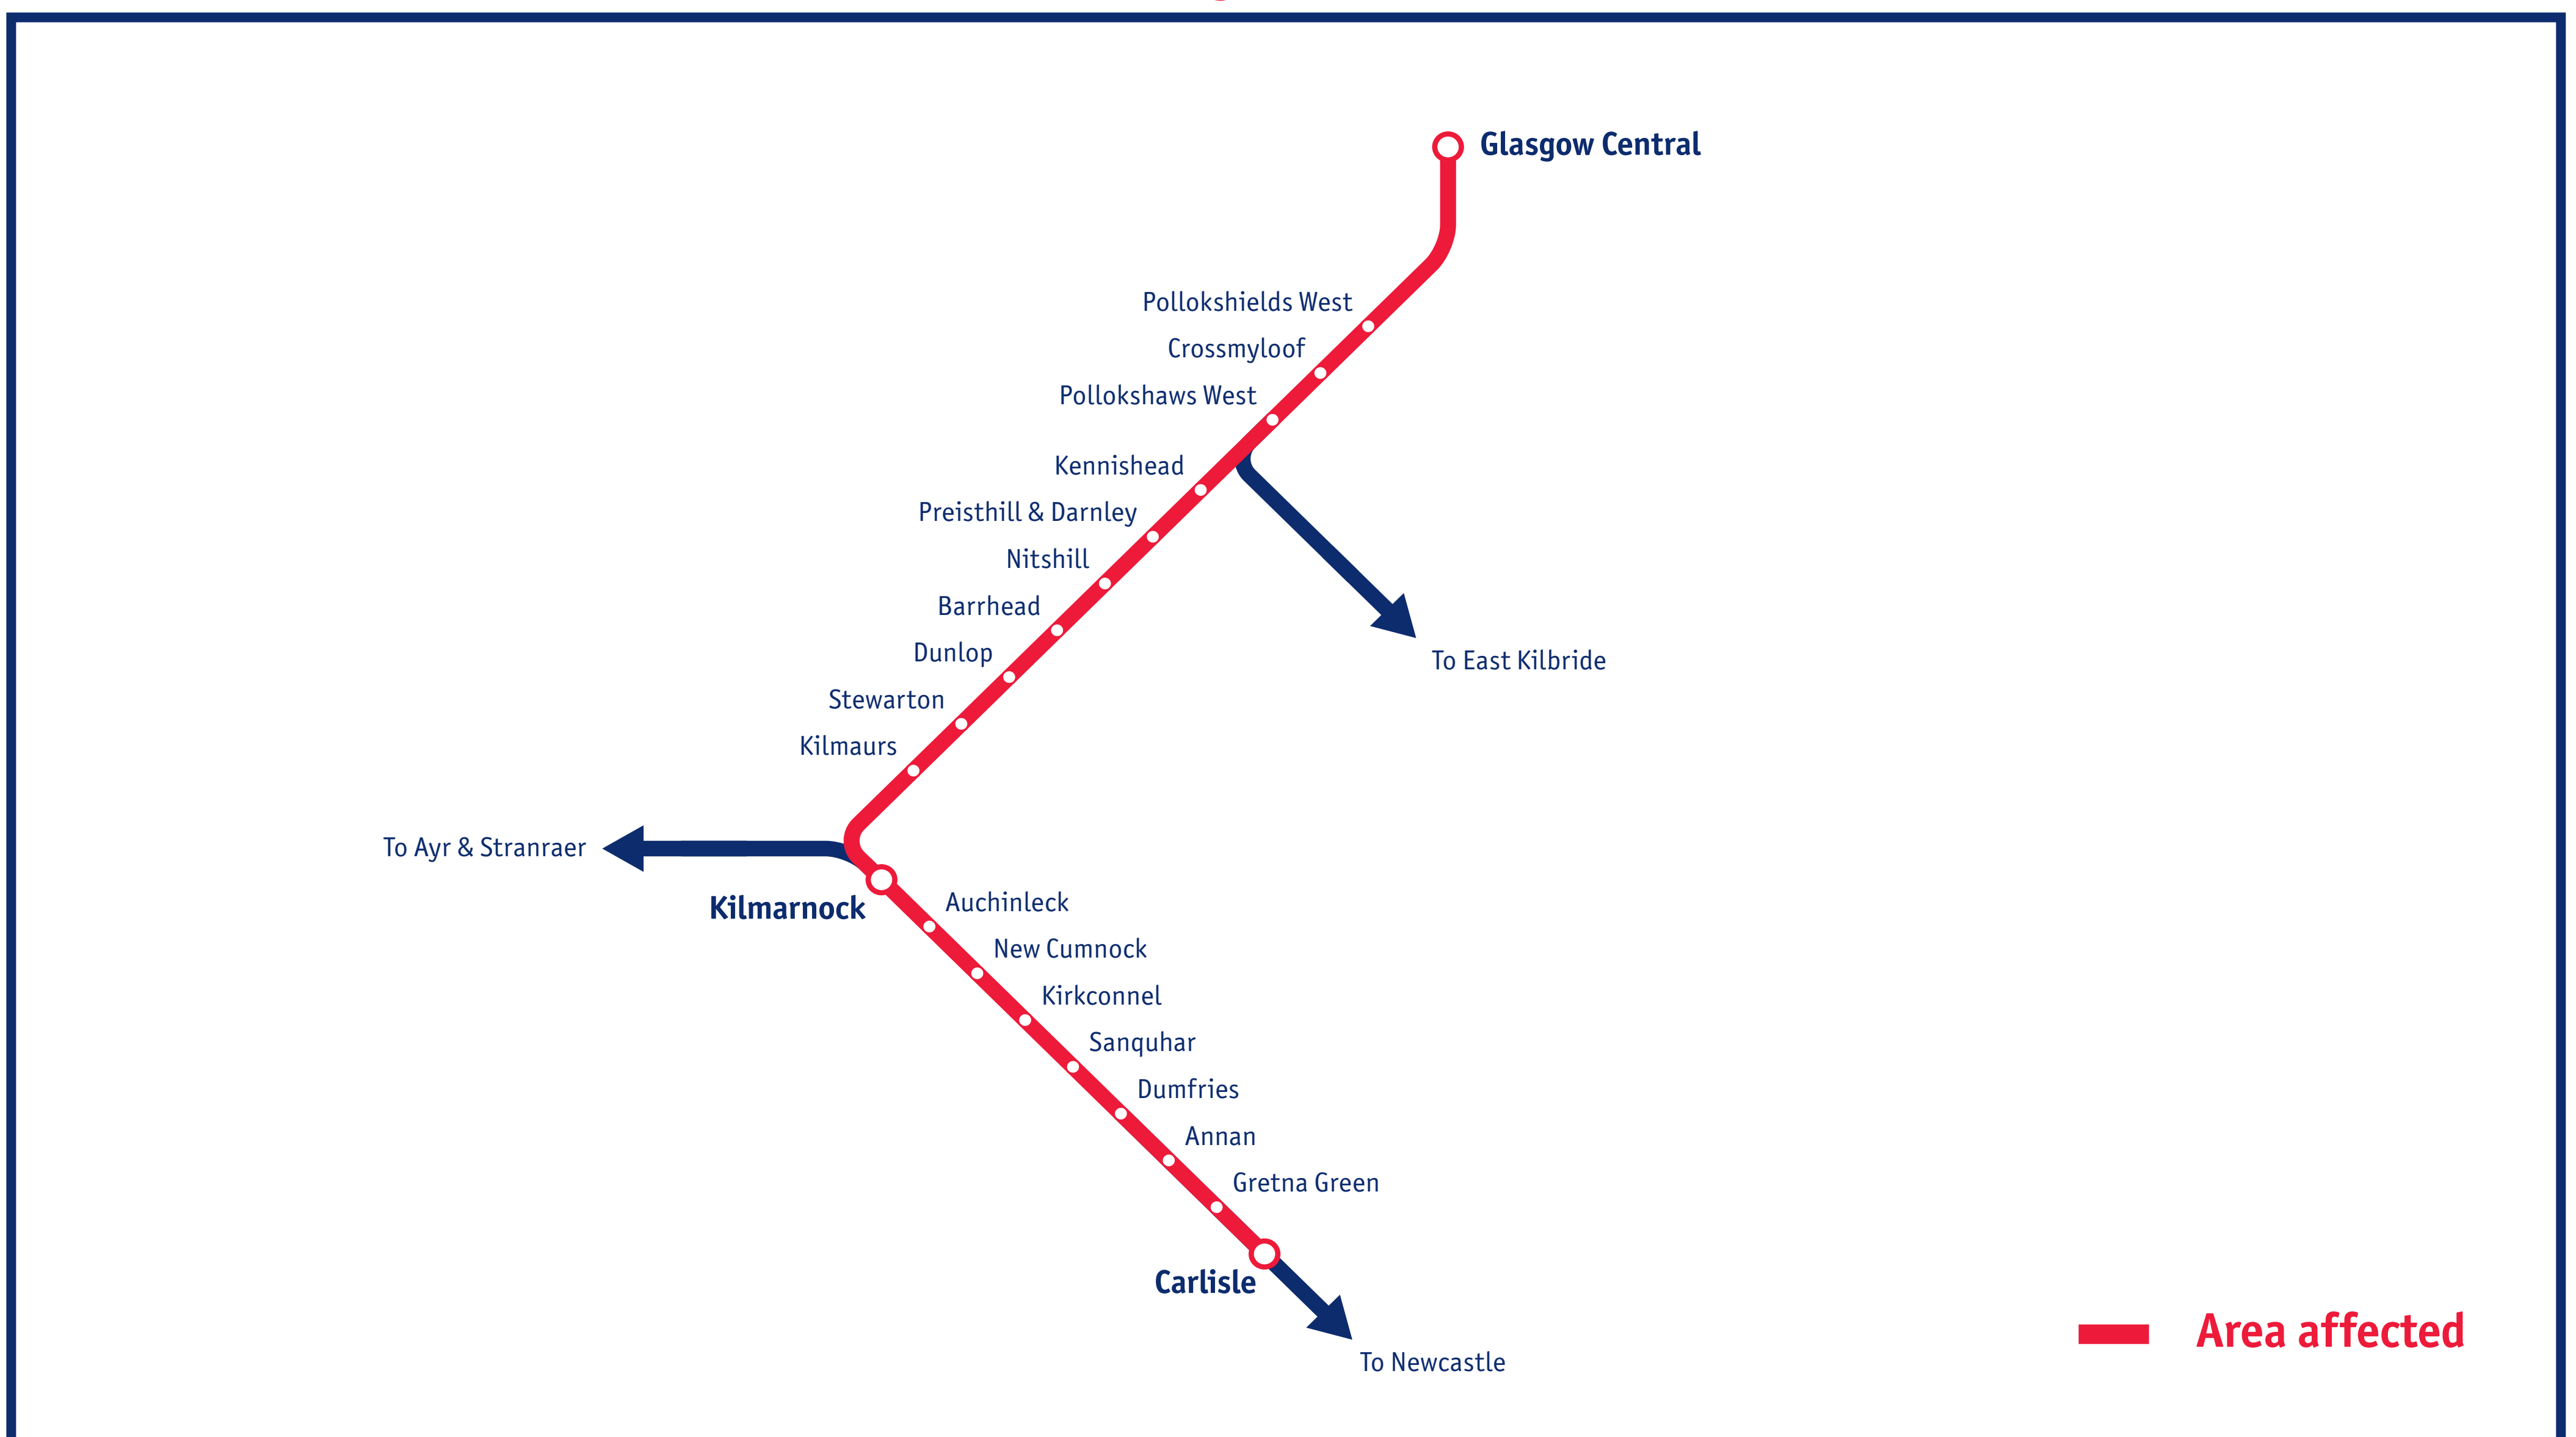 Glasgow Central
Pollokshields West
Crossmyloof
Pollokshaws West
Kennishead
Preisthill & Darnley
Nitshill
Barrhead
Dunlop
To East Kilbride
Stewarton
Kilmaurs
To Ayr & Stranraer
Kilmarnock
Auchinleck
New Cumnock
Kirkconnel
Sanquhar
Dumfries
Annan
Gretna Green
Carlisle
To Newcastle
Area affected